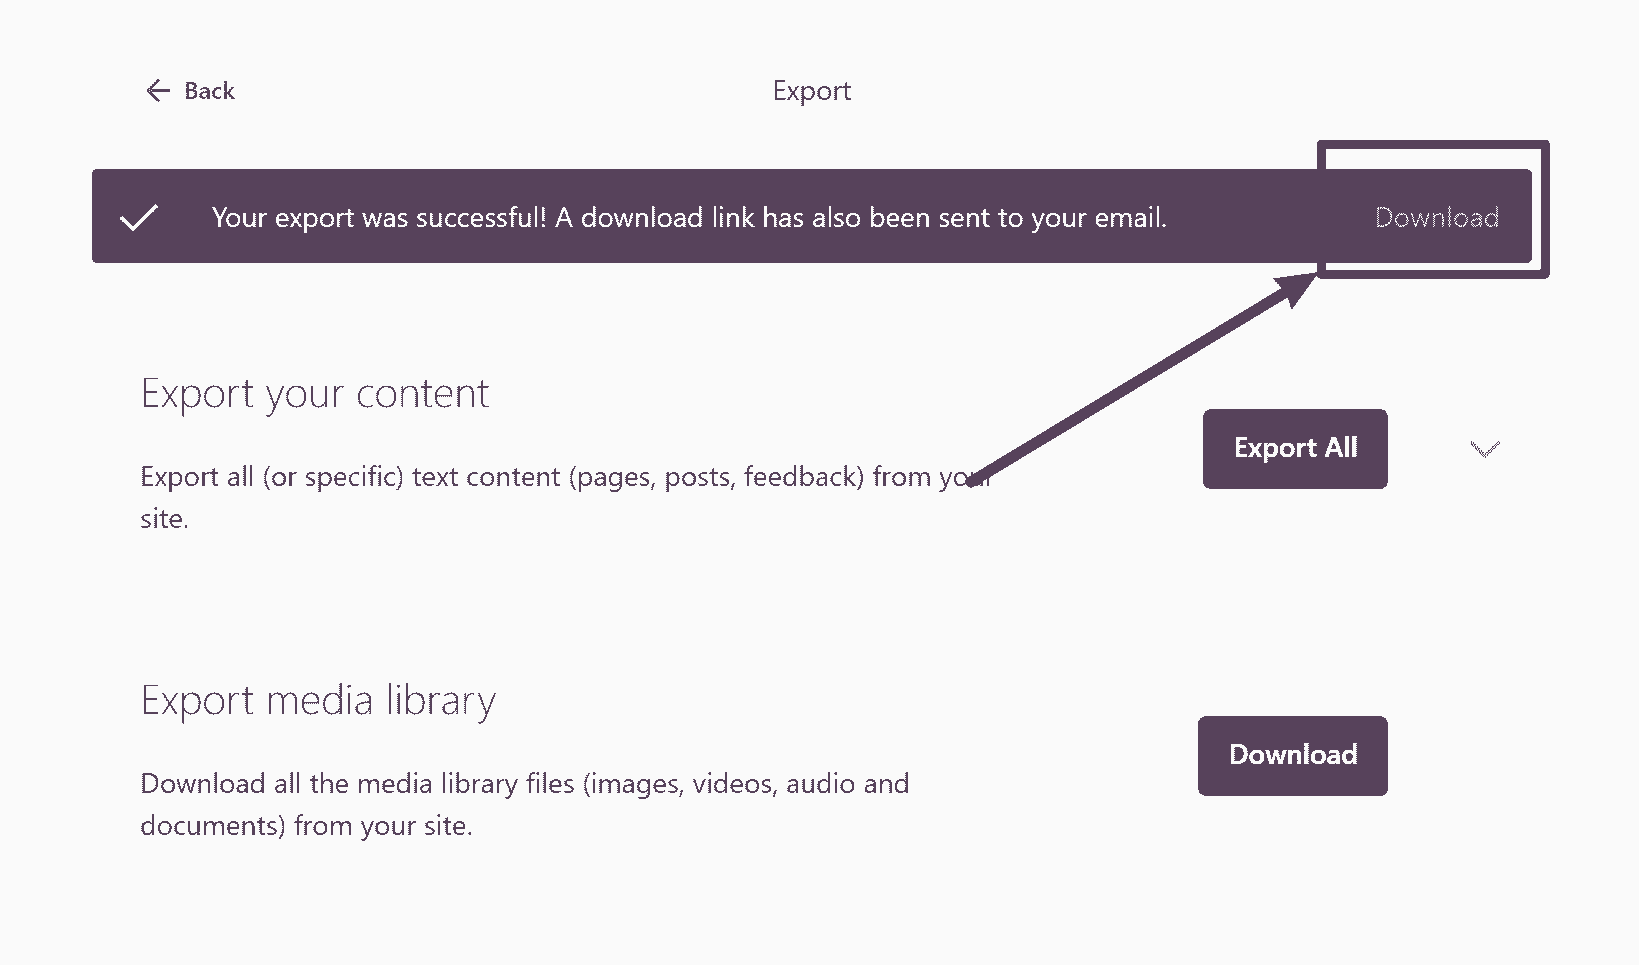 Back
Export
Your export was successful! A download link has also been sent to your email.
Download
Export your content
Export all (or specific) text content (pages, posts, feedback) from your
site.
Export All
Export media library
Download all the media library files (images, videos, audio and
documents) from your site.
Download